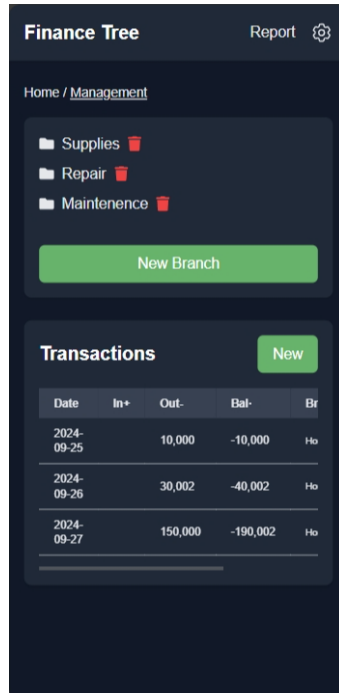 Finance Tree Report
Home / Management
Supplies
Repair
Maintenence
New Branch
Transactions New
Date In+ Out- Bal- Br
2024-
09-25 10,000 -10,000 Ho
2024-
09-26 30,002 -40,002 Ho
2024-
09-27 150,000 -190,002 Ho